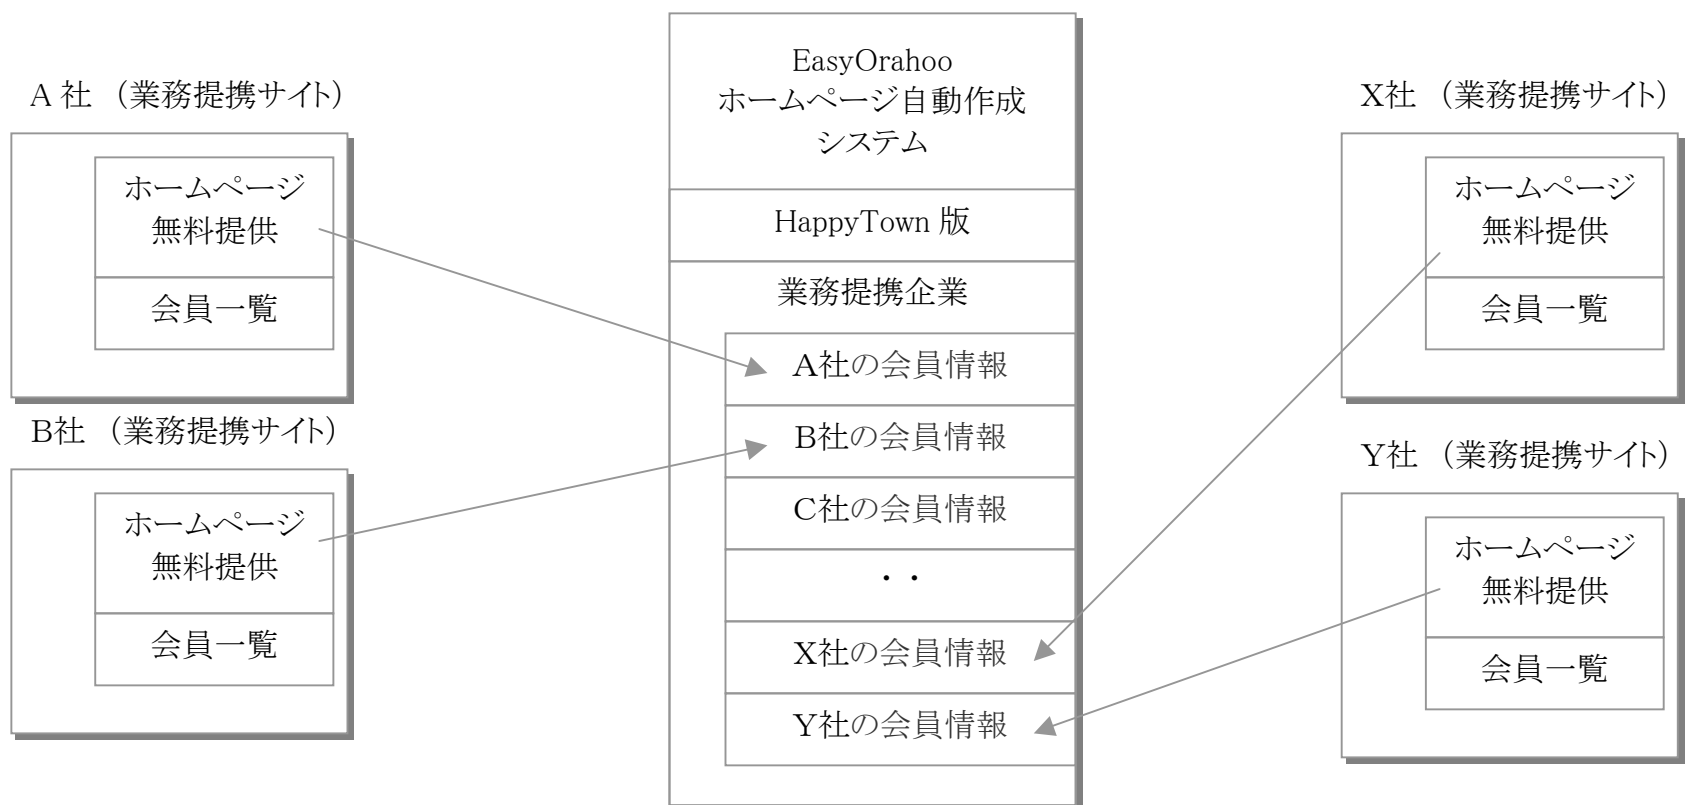 A 社 （業務提携サイト）
ホームページ
無料提供
会員一覧
B社 （業務提携サイト）
ホームページ
無料提供
会員一覧
EasyOrahoo
ホームページ自動作成
システム
HappyTown 版
業務提携企業
A社の会員情報
B社の会員情報
C社の会員情報
・・
X社の会員情報
Y社の会員情報
X社 （業務提携サイト）
ホームページ
無料提供
会員一覧
Y社 （業務提携サイト）
ホームページ
無料提供
会員一覧